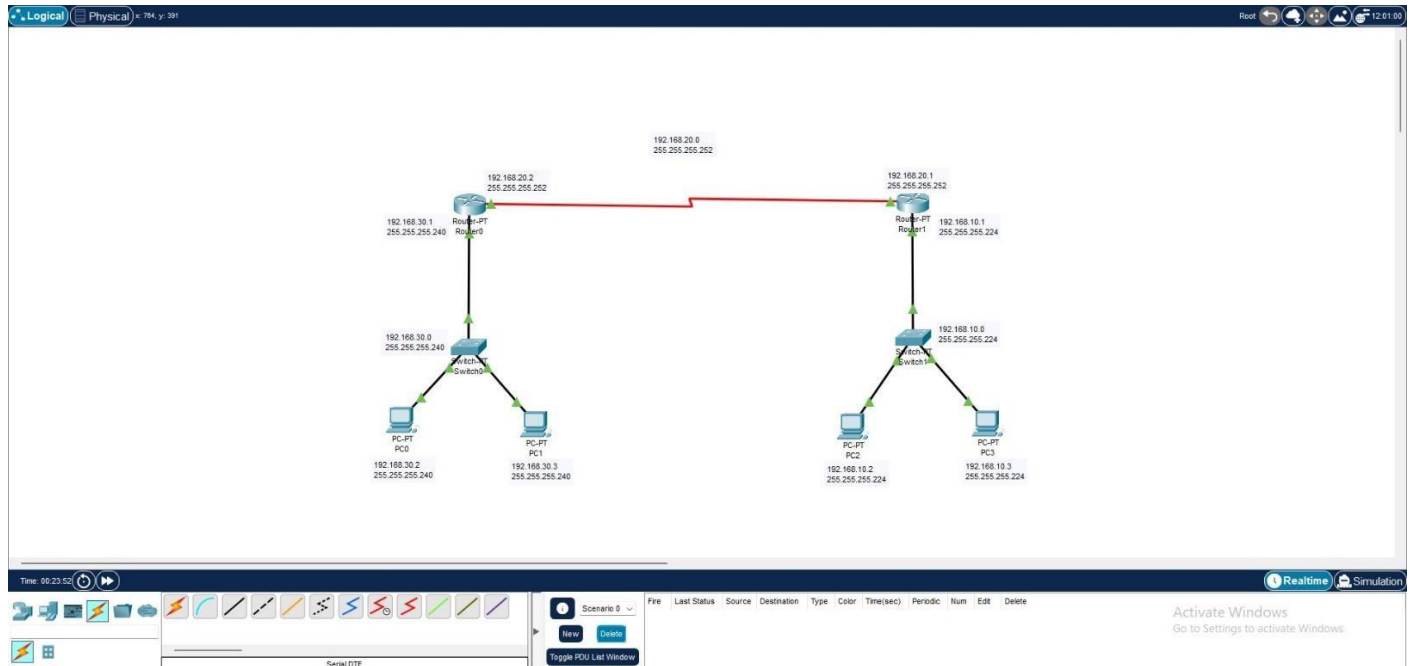 Logical Physical x: 784, y: 391 Root 12:01:00
192.168.20.0
255.255.255.252
192.168.20.2
255.255.255.252
192.168.20.1
255.255.255.252
192.168.30.1
255.255.255.240
Router-PT
Router0
Router-PT
Router1
192.168.10.1
255.255.255.224
192.168.30.0
255.255.255.240
Switch-PT
Switch0
192.168.10.0
255.255.255.224
Switch-PT
Switch1
PC-PT
PC0
192.168.30.2
255.255.255.240
PC-PT
PC1
192.168.30.3
255.255.255.240
PC-PT
PC2
192.168.10.2
255.255.255.224
PC-PT
PC3
192.168.10.3
255.255.255.224
Time: 00:23:52 Realtime Simulation
Scenario 0
New Delete
Toggle PDU List Window
Fire Last Status Source Destination Type Color Time(sec) Periodic Num Edit Delete
Serial DTE
Activate Windows
Go to Settings to activate Windows.